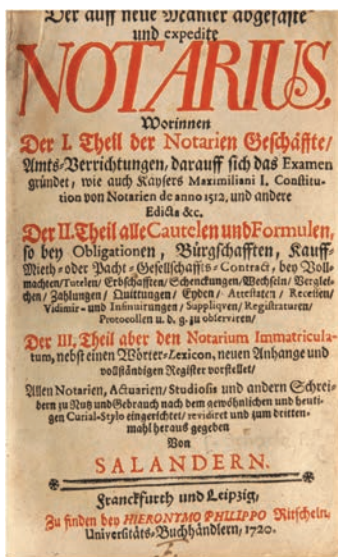 Der auff neue Manier abgefaste
und expedite
NOTARIUS,
Worinnen
Der I. Theil der Notarien Geschäffte/
Amts-Verrichtungen, darauff sich das Examen
gründet, wie auch Kaysers Maximiliani I. Constitu-
tion von Notarien de anno 1512. und andere
Edicta &c.
Der II. Theil alle Cautelen und Formulen,
so bey Obligationen, Bürgschafften, Kauff-
Mieth- oder Pacht- Gesellschaffts- Contract, bey Voll-
machten/Tutelen/ Erbschafften/Schenckungen/Wechseln/ Verglei-
chen/ Zahlungen/ Quittungen/ Eyden/ Attestaten/ Recessen/
Vidimir- und Insinuirungen/ Suppliqven/ Registraturen/
Protocollen u. d. g. zu observiren/
Der III. Theil aber den Notarium Immatricula-
tum, nebst einen Wörter-Lexicon, neuen Anhange und
vollständigen Register vorstellet/
Allen Notarien, Actuarien/ Studiosis und andern Schrei-
bern zu Nutz und Gebrauch nach dem gewöhnlichen und heuti-
gen Curial-Stylo eingerichtet/ revidiret und zum dritten-
mahl heraus gegeben
Von
SALANDERN.
Franckfurth und Leipzig,
Zu finden bey HIERONYMO PHILIPPO Ritscheln,
Universitäts-Buchhändlern, 1720.